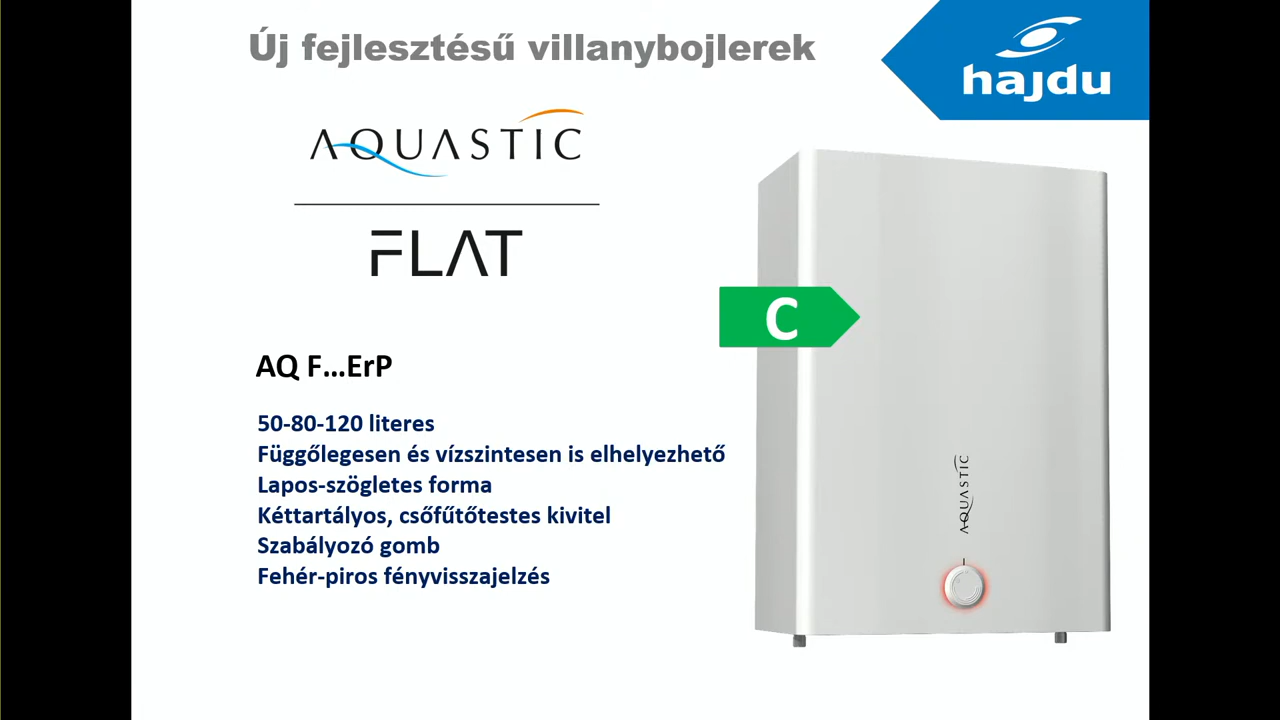 Új fejlesztésű villanybojlerek
hajdu
AQUASTIC
FLAT
C
AQ F...ErP
50-80-120 literes
Függőlegesen és vízszintesen is elhelyezhető
Lapos-szögletes forma
Kéttartályos, csőfűtőtestes kivitel
Szabályozó gomb
Fehér-piros fényvisszajelzés
AQUASTIC